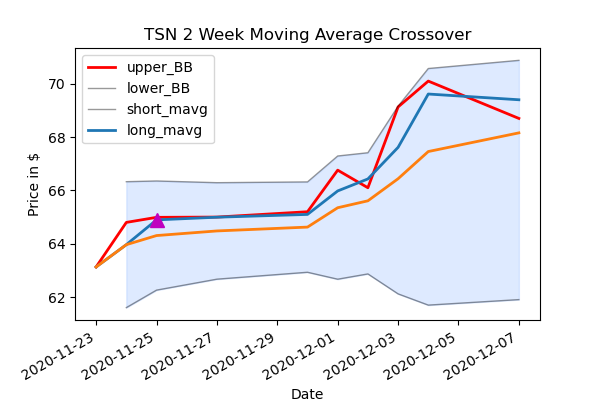 TSN 2 Week Moving Average Crossover
upper_BB
lower_BB
short_mavg
long_mavg
Price in $
70
68
66
64
62
2020-11-23
2020-11-25
2020-11-27
2020-11-29
2020-12-01
2020-12-03
2020-12-05
2020-12-07
Date